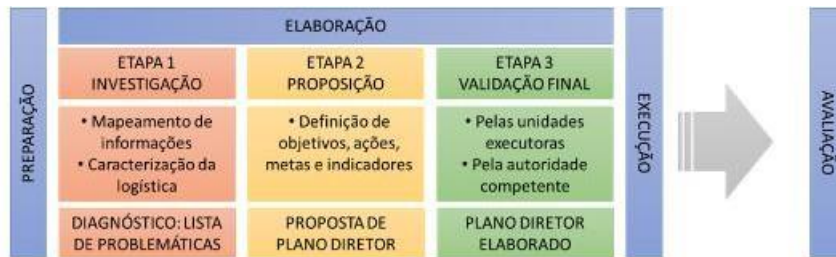 PREPARAÇÃO
ELABORAÇÃO
ETAPA 1
INVESTIGAÇÃO
• Mapeamento de
informações
• Caracterização da
logística
DIAGNÓSTICO: LISTA
DE PROBLEMÁTICAS
ETAPA 2
PROPOSIÇÃO
• Definição de
objetivos, ações,
metas e indicadores
PROPOSTA DE
PLANO DIRETOR
ETAPA 3
VALIDAÇÃO FINAL
• Pelas unidades
executoras
• Pela autoridade
competente
PLANO DIRETOR
ELABORADO
EXECUÇÃO
AVALIAÇÃO